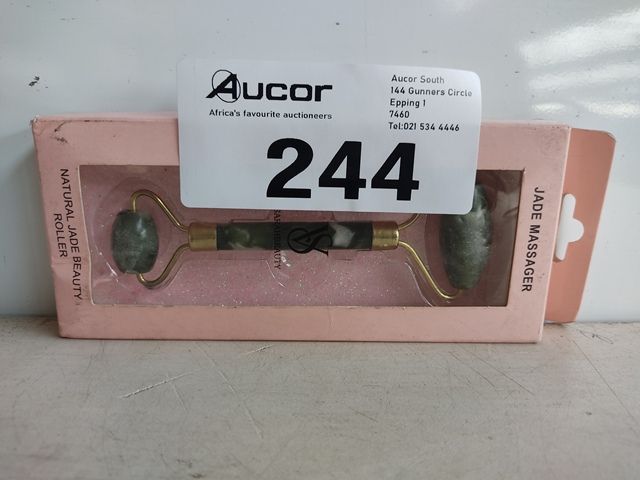 Aucor
Africa's favourite auctioneers
Aucor South
144 Gunners Circle
Epping 1
7460
Tel:021 534 4446
244
NATURAL JADE BEAUTY
ROLLER
JADE MASSAGER